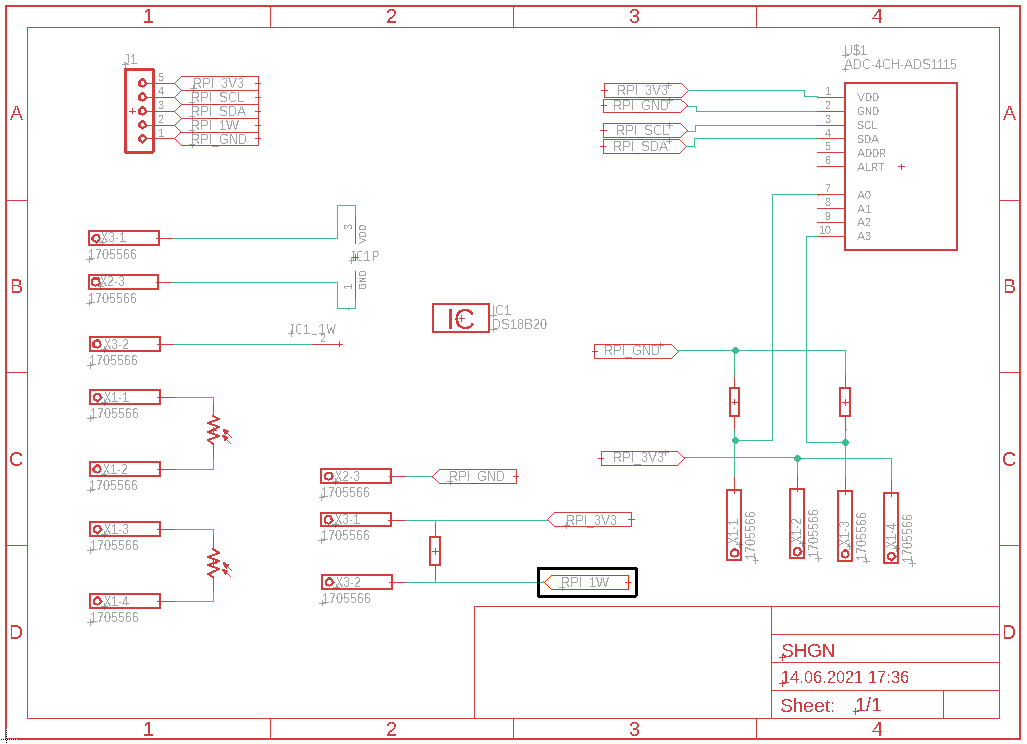 1 2 3 4
A A
B B
C C
D D
1 2 3 4
J1
5 RPI_3V3
4 RPI_SCL
3 RPI_SDA
2 RPI_1W
1 RPI_GND
U$1
ADC-4CH-ADS1115
RPI_3V3
RPI_GND
RPI_SCL
RPI_SDA
1 VDD
2 GND
3 SCL
4 SDA
5 ADDR
6 ALRT
7 A0
8 A1
9 A2
10 A3
X3-1
1705566
3 VDD
IC1P
1 GND
X2-3
1705566
IC1_1W
2
X3-2
1705566
IC
IC1
DS18B20
X1-1
1705566
X1-2
1705566
X1-3
1705566
X1-4
1705566
X2-3
1705566
RPI_GND
X3-1
1705566
RPI_3V3
X3-2
1705566
RPI_1W
RPI_GND
RPI_3V3
X1-1
1705566
X1-2
1705566
X1-3
1705566
X1-4
1705566
SHGN
14.06.2021 17:36
Sheet: 1/1